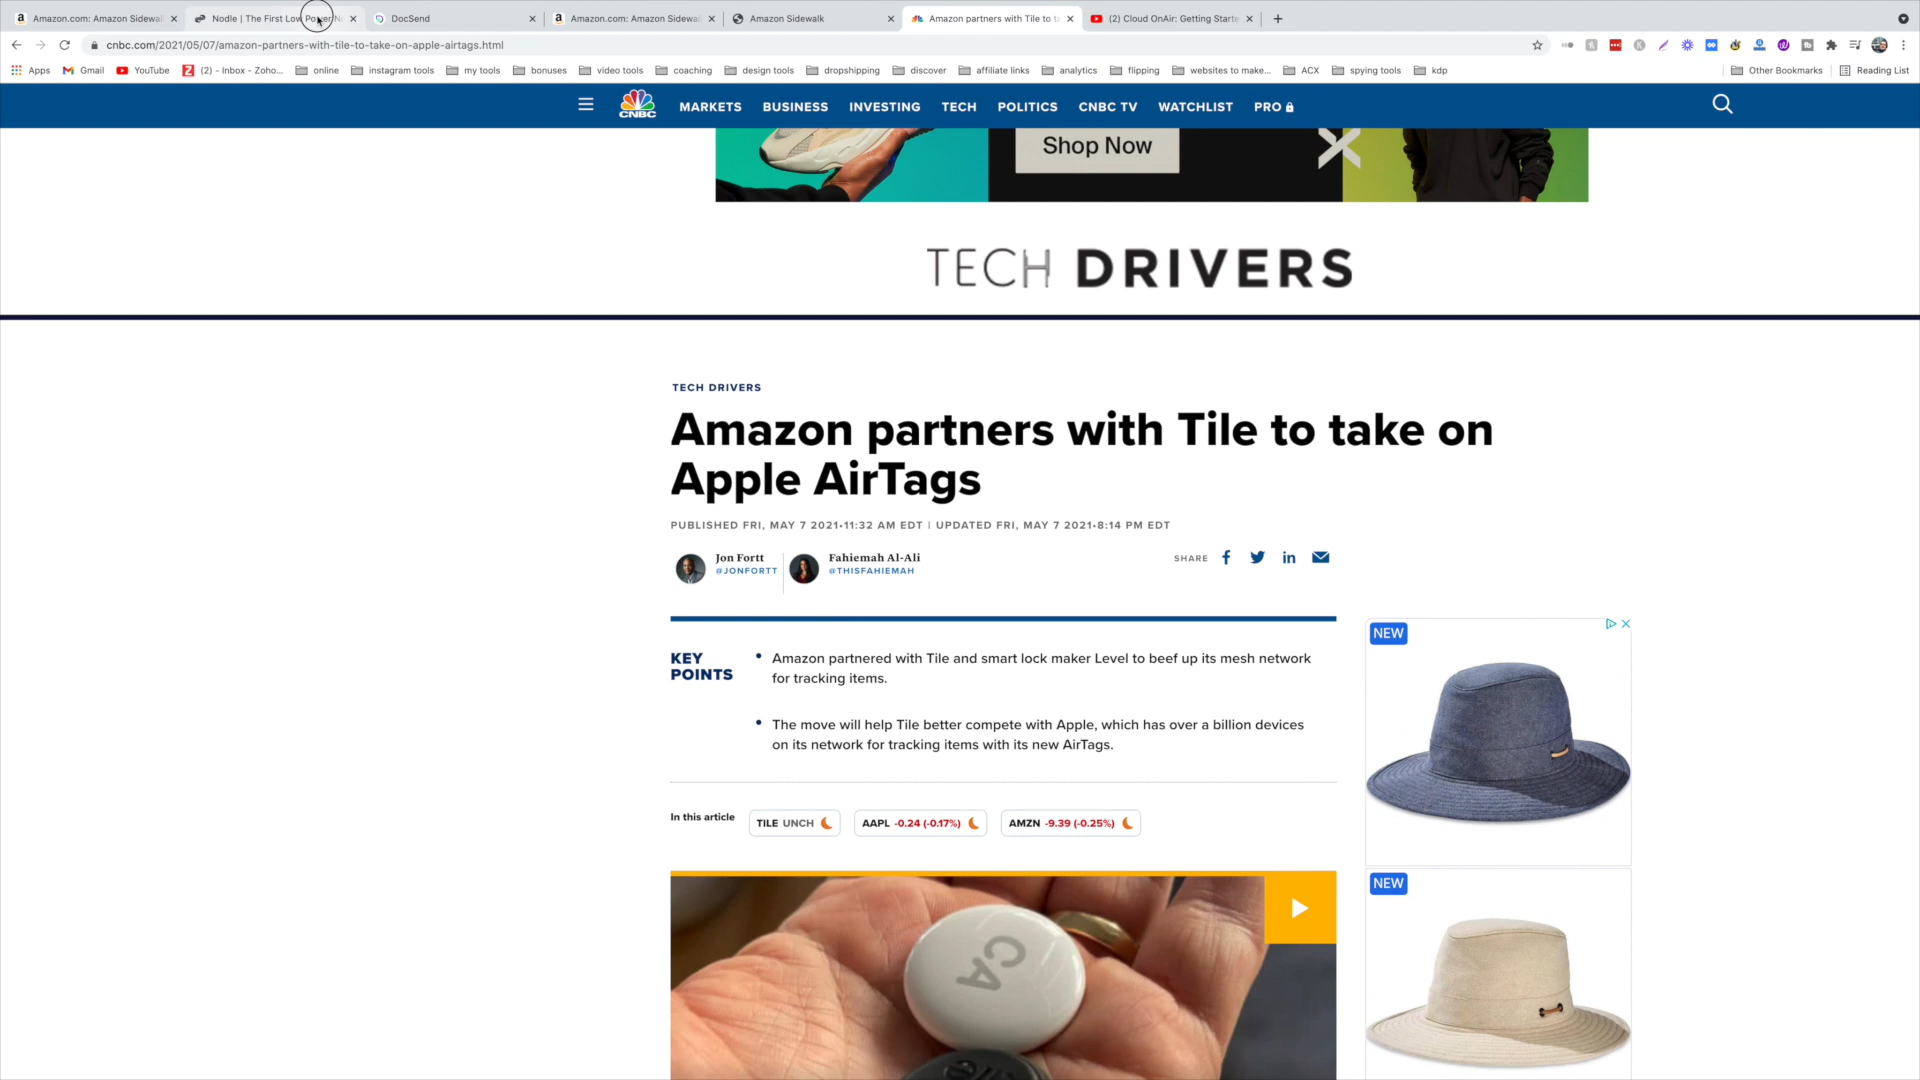 Amazon.com: Amazon Sidewal
Nodle | The First Low Power N
DocSend
Amazon.com: Amazon Sidewal
Amazon Sidewalk
Amazon partners with Tile to ta
(2) Cloud OnAir: Getting Starte
cnbc.com/2021/05/07/amazon-partners-with-tile-to-take-on-apple-airtags.html
Apps
Gmail
YouTube
(2) - Inbox - Zoho...
online
instagram tools
my tools
bonuses
video tools
coaching
design tools
dropshipping
discover
affiliate links
analytics
flipping
websites to make...
ACX
spying tools
kdp
Other Bookmarks
Reading List
CNBC
MARKETS
BUSINESS
INVESTING
TECH
POLITICS
CNBC TV
WATCHLIST
PRO
Shop Now
TECH DRIVERS
TECH DRIVERS
Amazon partners with Tile to take on
Apple AirTags
PUBLISHED FRI, MAY 7 2021•11:32 AM EDT | UPDATED FRI, MAY 7 2021•8:14 PM EDT
Jon Fortt
@JONFORTT
Fahiemah Al-Ali
@THISFAHIEMAH
SHARE
KEY
POINTS
• Amazon partnered with Tile and smart lock maker Level to beef up its mesh network
for tracking items.
• The move will help Tile better compete with Apple, which has over a billion devices
on its network for tracking items with its new AirTags.
In this article
TILE UNCH
AAPL -0.24 (-0.17%)
AMZN -9.39 (-0.25%)
NEW
NEW
CA